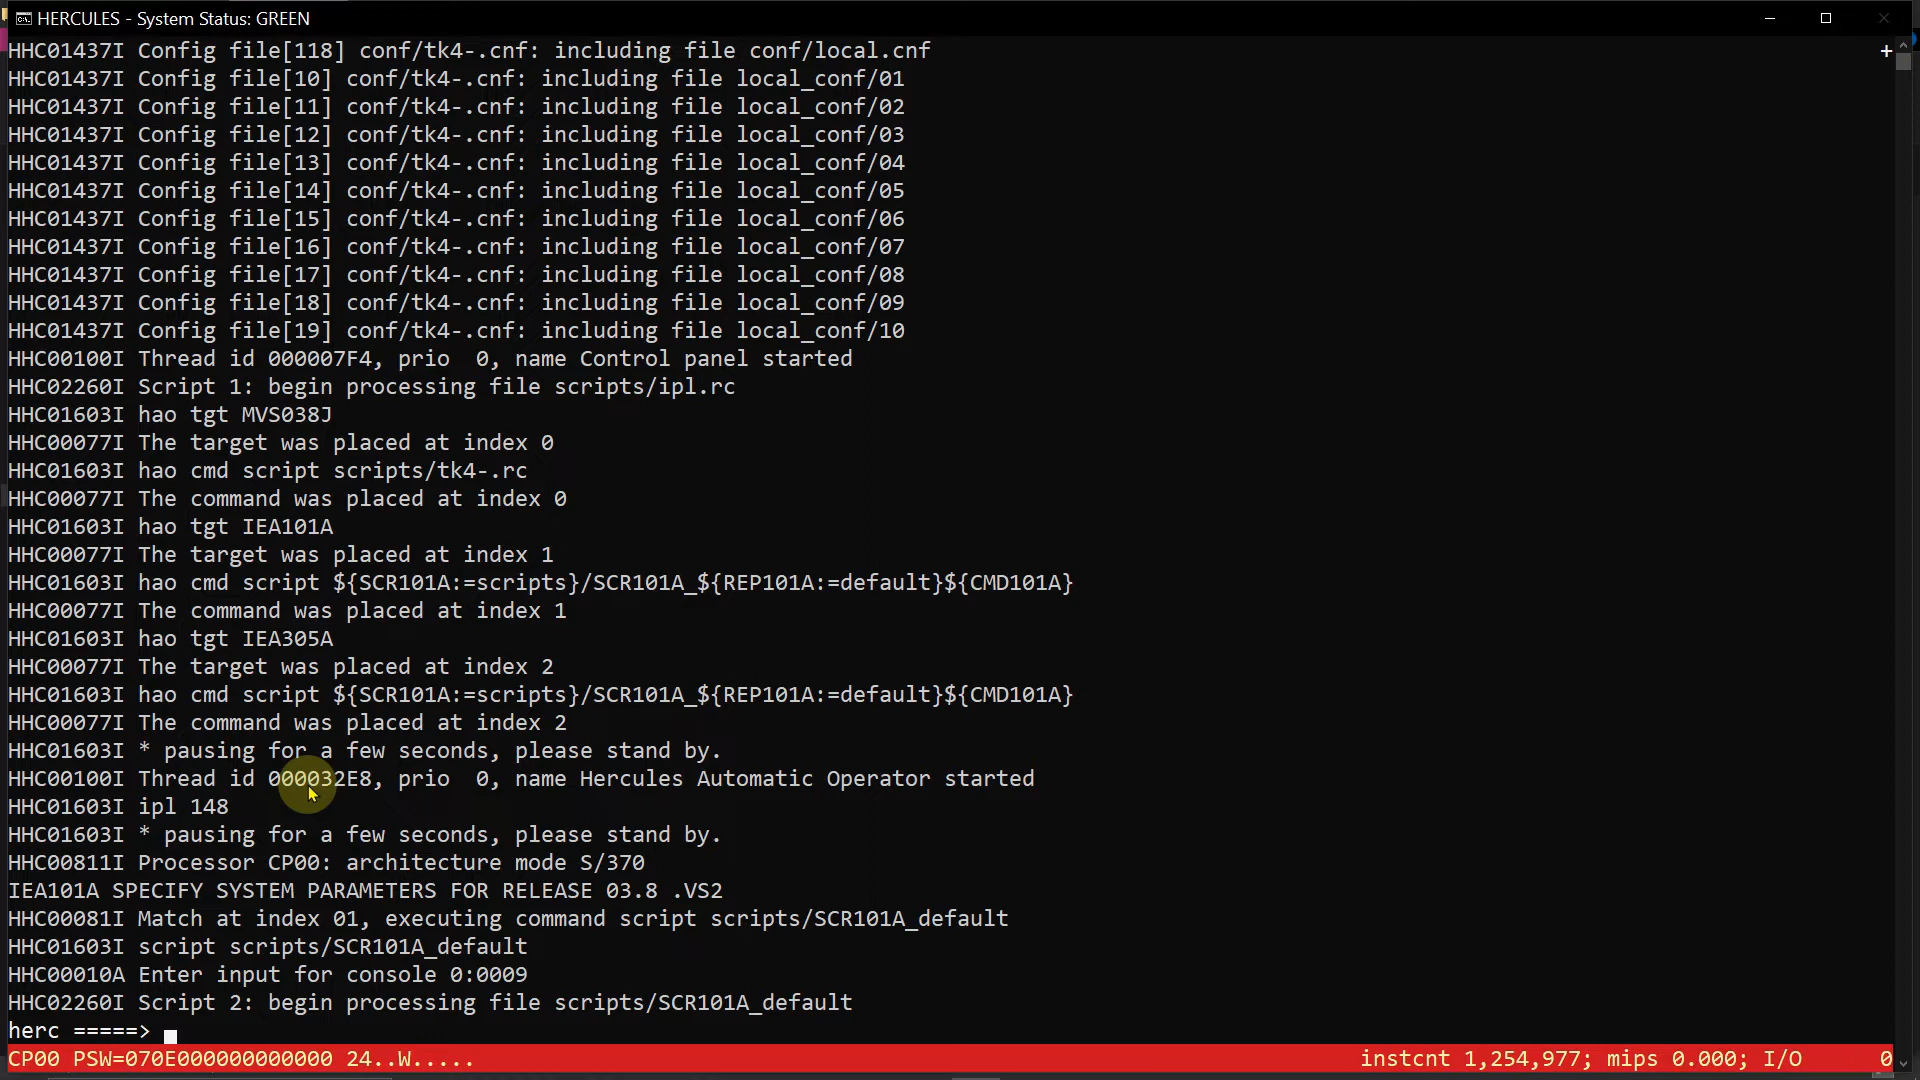 HERCULES - System Status: GREEN
HHC01437I Config file[118] conf/tk4-.cnf: including file conf/local.cnf
+
HHC01437I Config file[10] conf/tk4-.cnf: including file local_conf/01
HHC01437I Config file[11] conf/tk4-.cnf: including file local_conf/02
HHC01437I Config file[12] conf/tk4-.cnf: including file local_conf/03
HHC01437I Config file[13] conf/tk4-.cnf: including file local_conf/04
HHC01437I Config file[14] conf/tk4-.cnf: including file local_conf/05
HHC01437I Config file[15] conf/tk4-.cnf: including file local_conf/06
HHC01437I Config file[16] conf/tk4-.cnf: including file local_conf/07
HHC01437I Config file[17] conf/tk4-.cnf: including file local_conf/08
HHC01437I Config file[18] conf/tk4-.cnf: including file local_conf/09
HHC01437I Config file[19] conf/tk4-.cnf: including file local_conf/10
HHC00100I Thread id 000007F4, prio  0, name Control panel started
HHC02260I Script 1: begin processing file scripts/ipl.rc
HHC01603I hao tgt MVS038J
HHC00077I The target was placed at index 0
HHC01603I hao cmd script scripts/tk4-.rc
HHC00077I The command was placed at index 0
HHC01603I hao tgt IEA101A
HHC00077I The target was placed at index 1
HHC01603I hao cmd script ${SCR101A:=scripts}/SCR101A_${REP101A:=default}${CMD101A}
HHC00077I The command was placed at index 1
HHC01603I hao tgt IEA305A
HHC00077I The target was placed at index 2
HHC01603I hao cmd script ${SCR101A:=scripts}/SCR101A_${REP101A:=default}${CMD101A}
HHC00077I The command was placed at index 2
HHC01603I * pausing for a few seconds, please stand by.
HHC00100I Thread id 000032E8, prio  0, name Hercules Automatic Operator started
HHC01603I ipl 148
HHC01603I * pausing for a few seconds, please stand by.
HHC00811I Processor CP00: architecture mode S/370
IEA101A SPECIFY SYSTEM PARAMETERS FOR RELEASE 03.8 .VS2
HHC00081I Match at index 01, executing command script scripts/SCR101A_default
HHC01603I script scripts/SCR101A_default
HHC00010A Enter input for console 0:0009
HHC02260I Script 2: begin processing file scripts/SCR101A_default
herc =====>
CP00 PSW=070E000000000000 24..W..... instcnt 1,254,977; mips 0.000; I/O 0